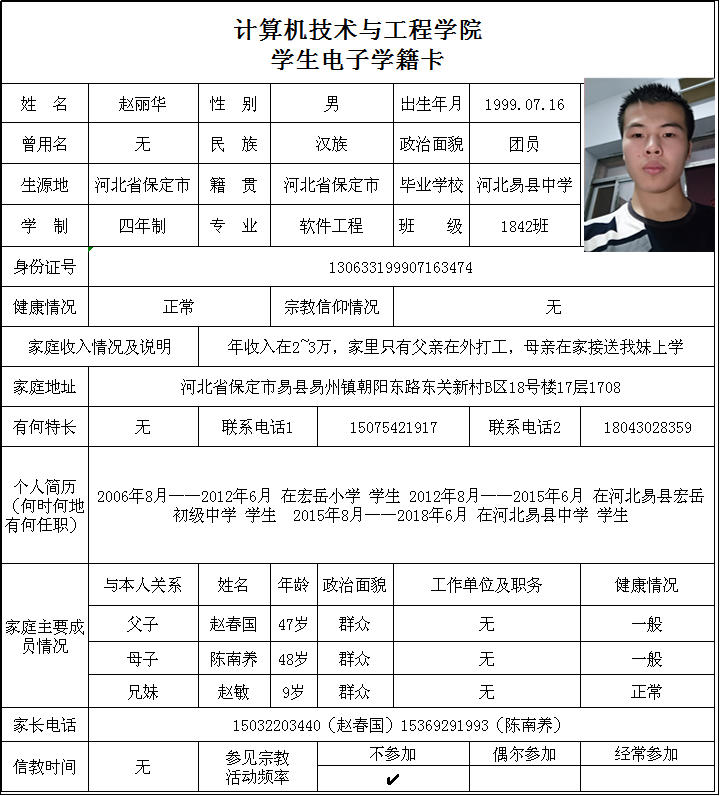 计算机技术与工程学院
学生电子学籍卡
姓 名 赵丽华 性 别 男 出生年月 1999.07.16
曾用名 无 民 族 汉族 政治面貌 团员
生源地 河北省保定市 籍 贯 河北省保定市 毕业学校 河北易县中学
学 制 四年制 专 业 软件工程 班 级 1842班
身份证号 130633199907163474
健康情况 正常 宗教信仰情况 无
家庭收入情况及说明 年收入在2~3万，家里只有父亲在外打工，母亲在家接送我妹上学
家庭地址 河北省保定市易县易州镇朝阳东路东关新村B区18号楼17层1708
有何特长 无 联系电话1 15075421917 联系电话2 18043028359
个人简历
（何时何地
有何任职）
2006年8月——2012年6月 在宏岳小学 学生 2012年8月——2015年6月 在河北易县宏岳
初级中学 学生 2015年8月——2018年6月 在河北易县中学 学生
家庭主要成
员情况
与本人关系 姓名 年龄 政治面貌 工作单位及职务 健康情况
父子 赵春国 47岁 群众 无 一般
母子 陈南养 48岁 群众 无 一般
兄妹 赵敏 9岁 群众 无 正常
家长电话 15032203440（赵春国）15369291993（陈南养）
信教时间 无
参见宗教
活动频率
不参加 偶尔参加 经常参加
✔